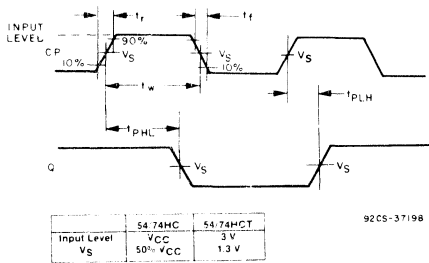 INPUT LEVEL
tr
tf
90%
CP
VS
VS
VS
10%
10%
tw
tPLH
tPHL
VS
VS
Q
92CS-37198
54/74HC 54/74HCT
Input Level VCC 3 V
VS 50% VCC 1.3 V